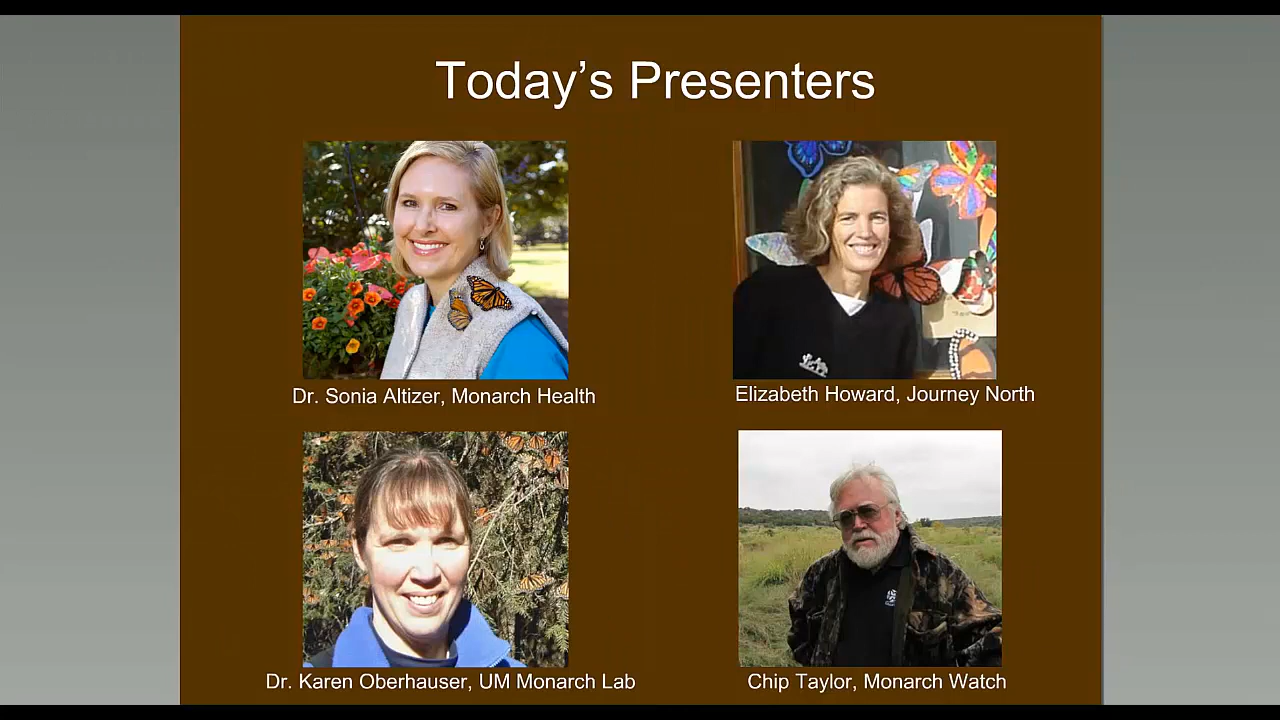 Today's Presenters
Dr. Sonia Altizer, Monarch Health
Elizabeth Howard, Journey North
Dr. Karen Oberhauser, UM Monarch Lab
Chip Taylor, Monarch Watch